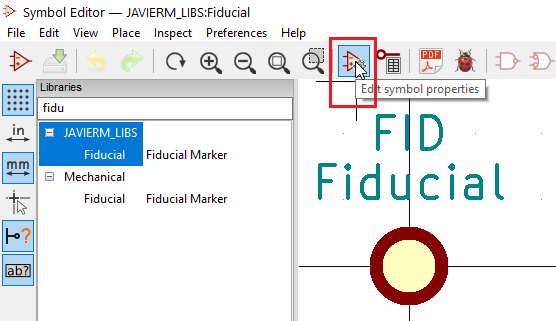 Symbol Editor — JAVIERM_LIBS:Fiducial
File Edit View Place Inspect Preferences Help
PDF
Edit symbol properties
Libraries
fidu
JAVIERM_LIBS
Fiducial Fiducial Marker
Mechanical
Fiducial Fiducial Marker
in
mm
?
ab?
FID
Fiducial